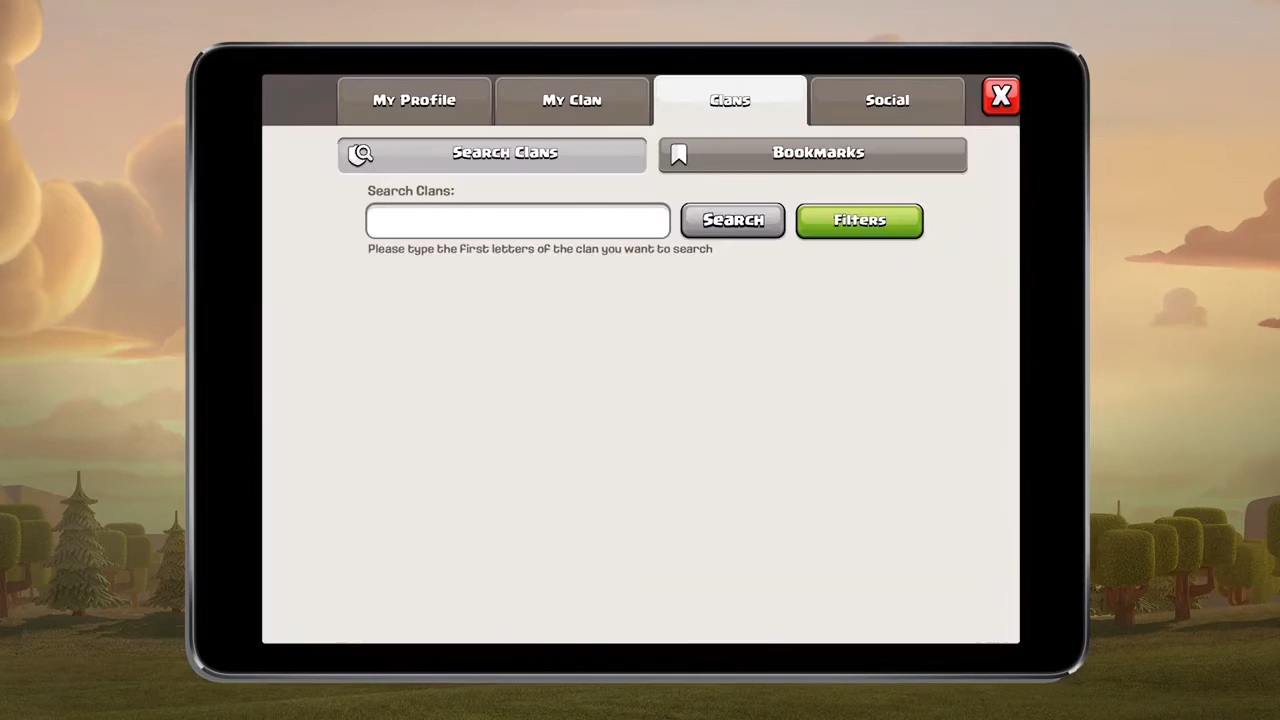 My Profile
My Clan
Clans
Social
X
Search Clans
Bookmarks
Search Clans:
Search
Filters
Please type the first letters of the clan you want to search